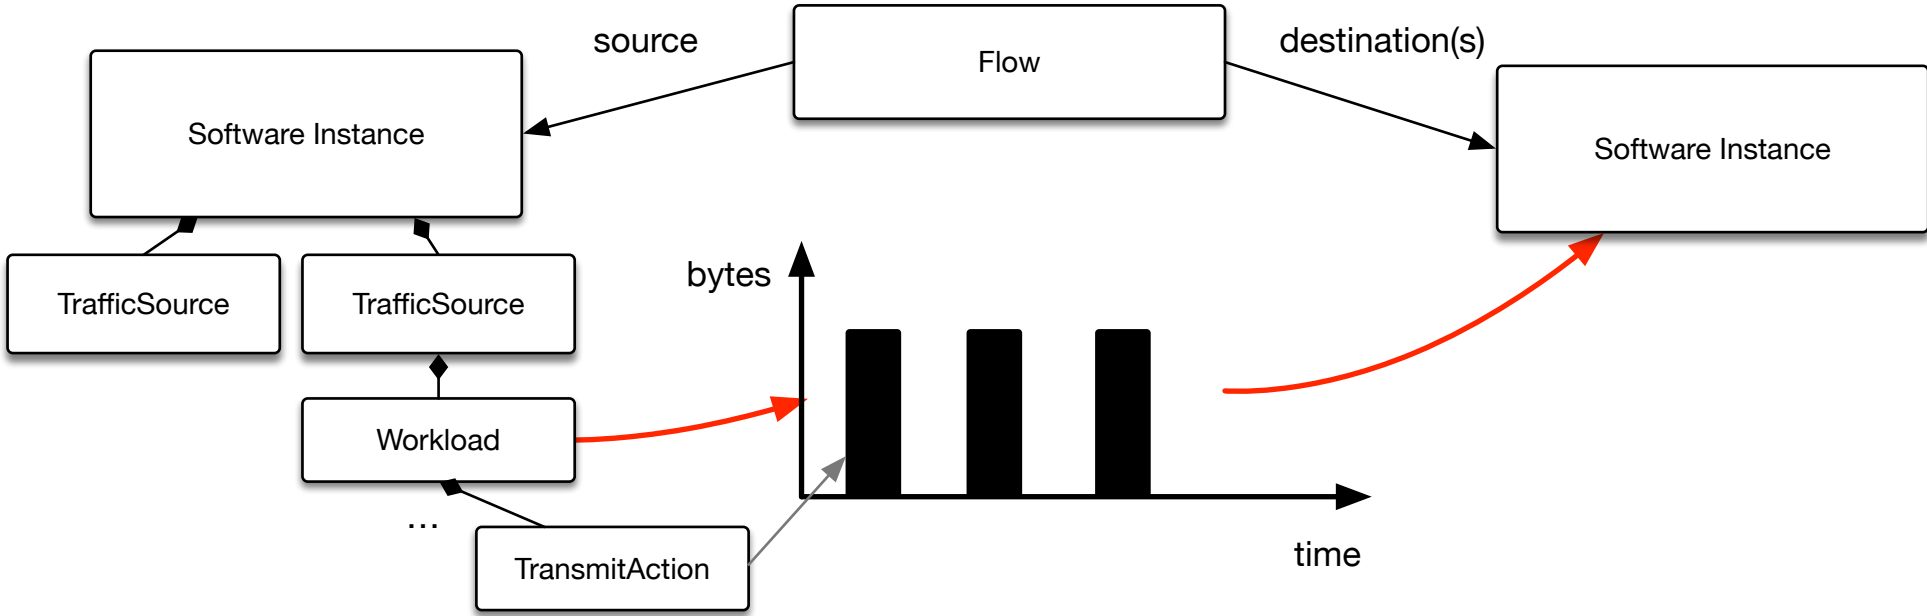 source
Flow
destination(s)
Software Instance
Software Instance
TrafficSource
TrafficSource
bytes
Workload
...
TransmitAction
time